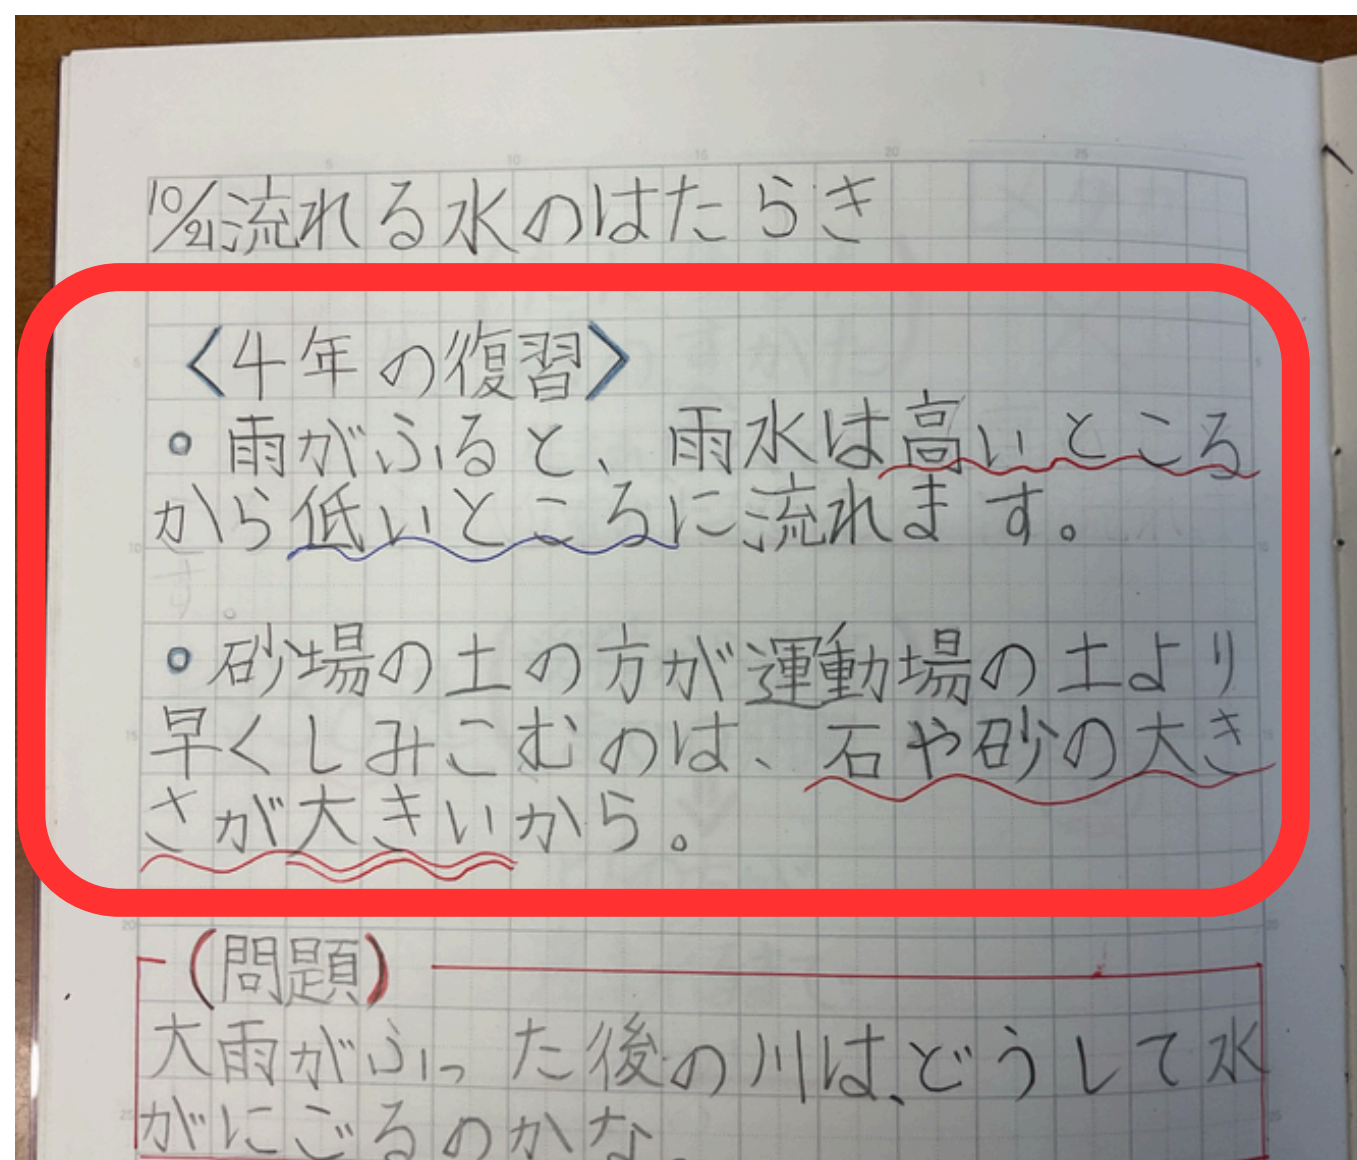 10/21 流れる水のはたらき
〈4年の復習〉
・雨がふると、雨水は高いところ
から低いところに流れます。
・砂場の土の方が運動場の土より
早くしみこむのは、石や砂の大き
さが大きいから。
(問題)
大雨がふった後の川は、どうして水
がにごるのかな。